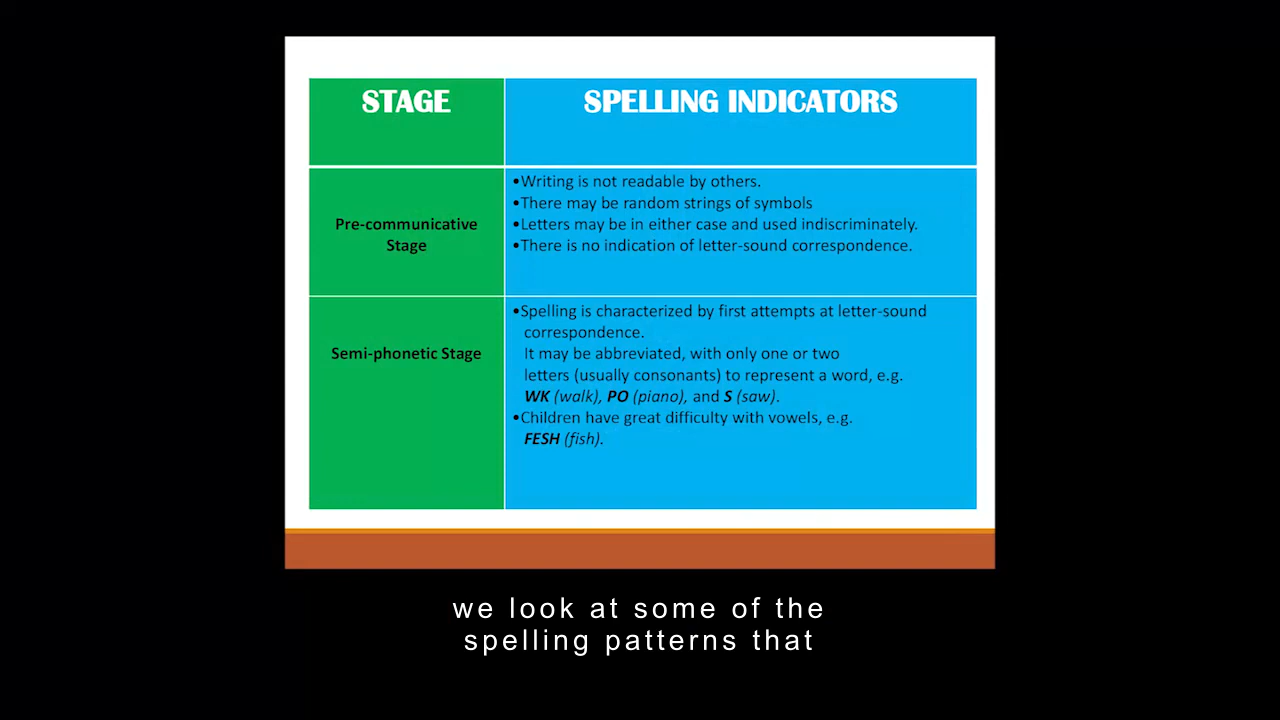 STAGE
SPELLING INDICATORS
Pre-communicative
Stage
•Writing is not readable by others.
•There may be random strings of symbols
•Letters may be in either case and used indiscriminately.
•There is no indication of letter-sound correspondence.
Semi-phonetic Stage
•Spelling is characterized by first attempts at letter-sound
correspondence.
It may be abbreviated, with only one or two
letters (usually consonants) to represent a word, e.g.
WK (walk), PO (piano), and S (saw).
•Children have great difficulty with vowels, e.g.
FESH (fish).
we look at some of the
spelling patterns that